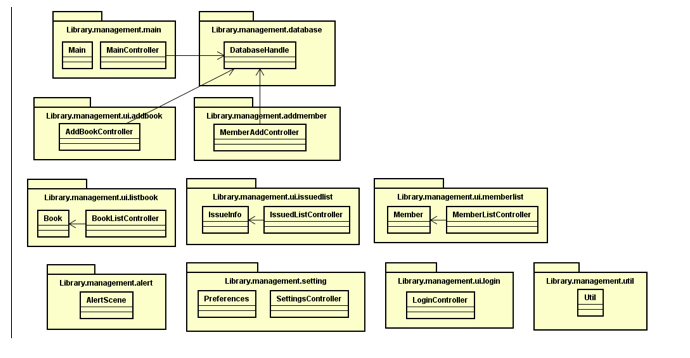 Library.management.main
Main
MainController
Library.management.database
DatabaseHandle
Library.management.ui.addbook
AddBookController
Library.management.addmember
MemberAddController
Library.management.ui.listbook
Book
BookListController
Library.management.ui.issuedlist
IssueInfo
IssuedListController
Library.management.ui.memberlist
Member
MemberListController
Library.management.alert
AlertScene
Library.management.setting
Preferences
SettingsController
Library.management.ui.login
LoginController
Library.management.util
Util